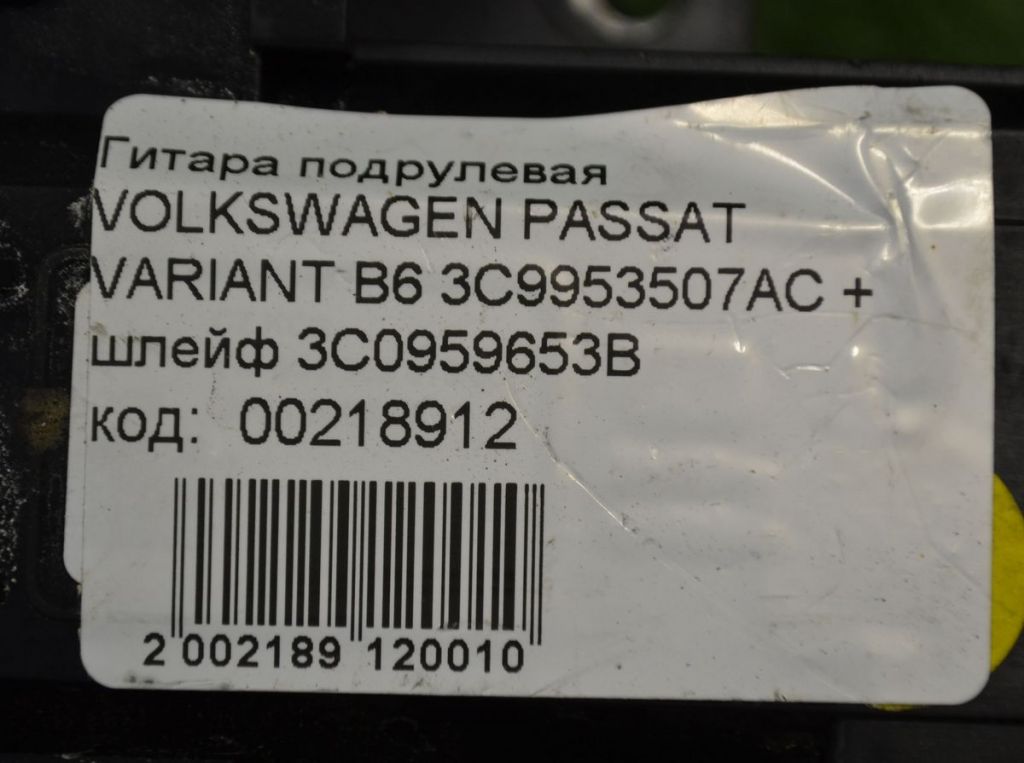 Гитара подрулевая
VOLKSWAGEN PASSAT
VARIANT B6 3C9953507AC +
шлейф 3C0959653B
код: 00218912
2 002189 120010